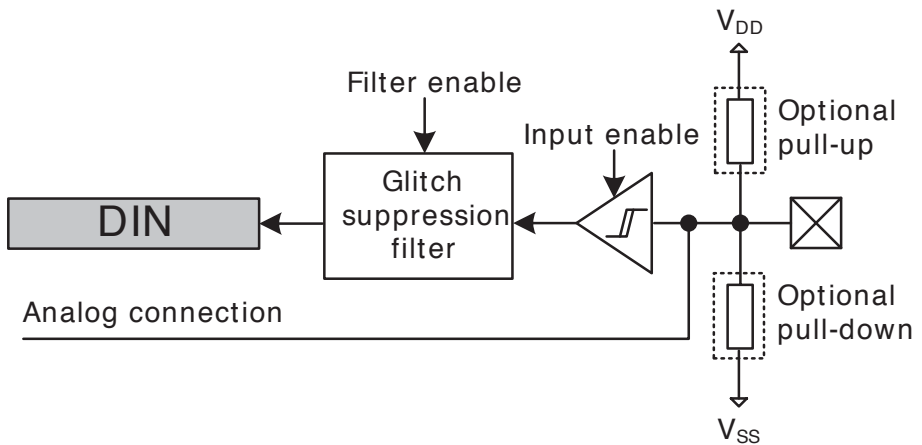 V_DD
Filter enable
Optional
pull-up
Input enable
Glitch
suppression
filter
DIN
Analog connection
Optional
pull-down
V_SS